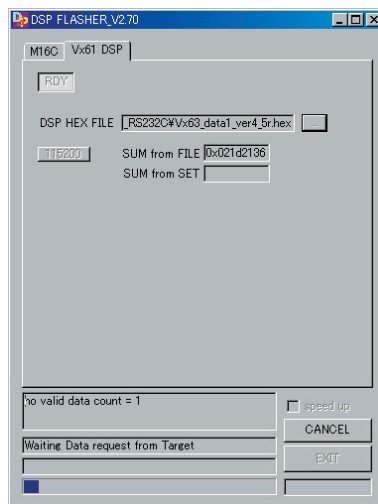 DSP FLASHER_V2.70
M16C Vx61 DSP
RDY
DSP HEX FILE _RS232C¥Vx63_data1_ver4_5r.hex ...
115200 SUM from FILE 0x021d2136
SUM from SET
no valid data count = 1
speed up
CANCEL
Waiting Data request from Target
EXIT